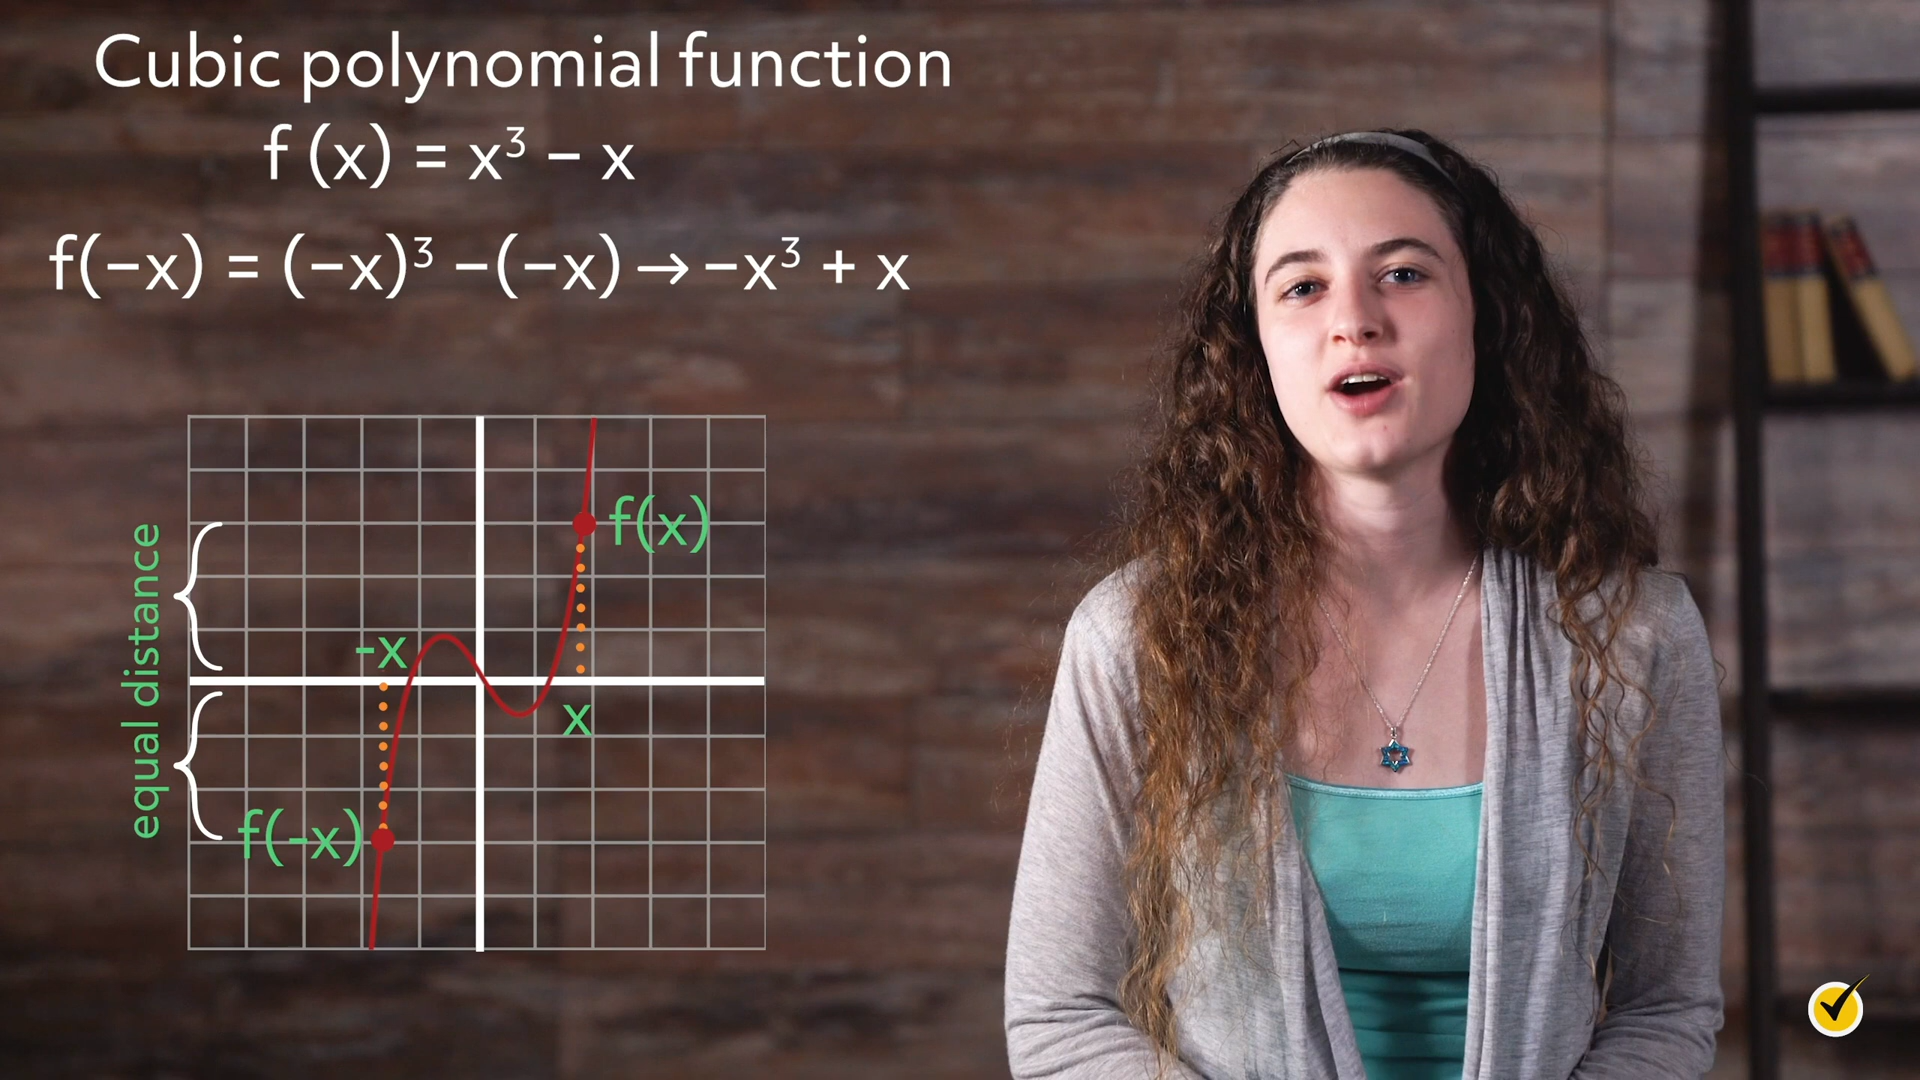 Cubic polynomial function
f (x) = x³ − x
f(−x) = (−x)³ −(−x) → −x³ + x
equal distance
f(x)
-x
x
f(-x)